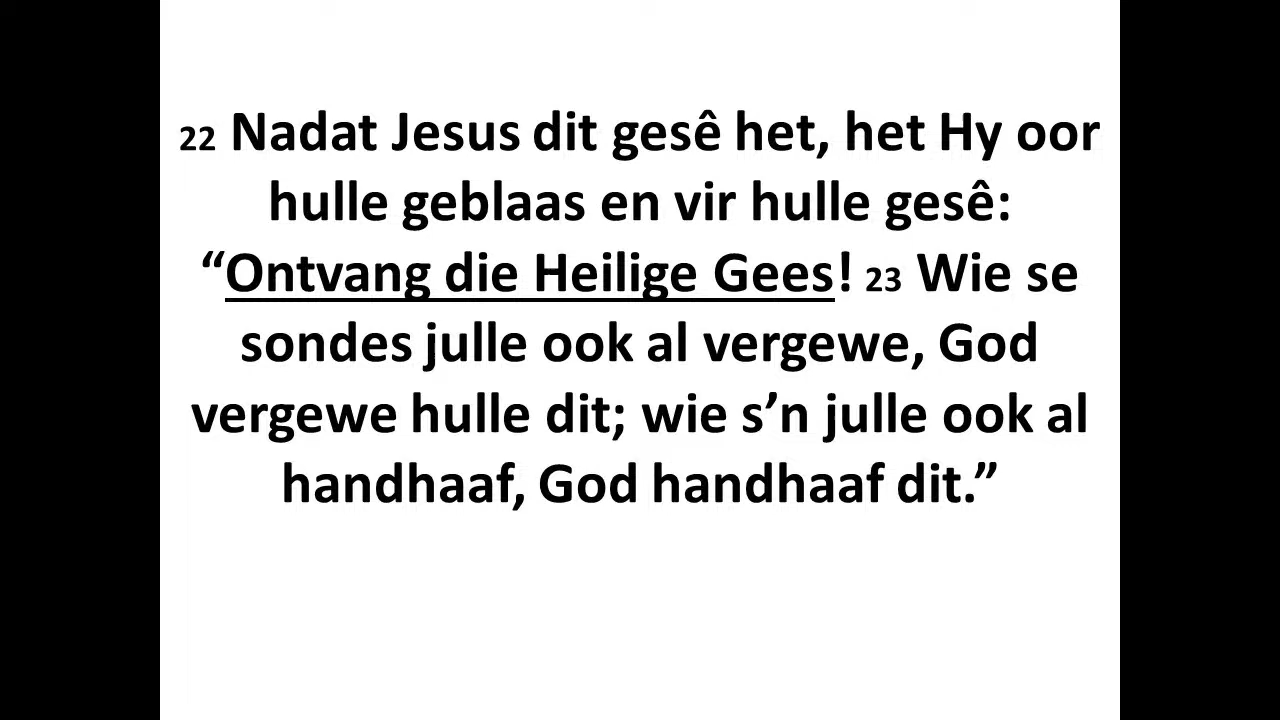 22 Nadat Jesus dit gesê het, het Hy oor
hulle geblaas en vir hulle gesê:
“Ontvang die Heilige Gees! 23 Wie se
sondes julle ook al vergewe, God
vergewe hulle dit; wie s’n julle ook al
handhaaf, God handhaaf dit.”